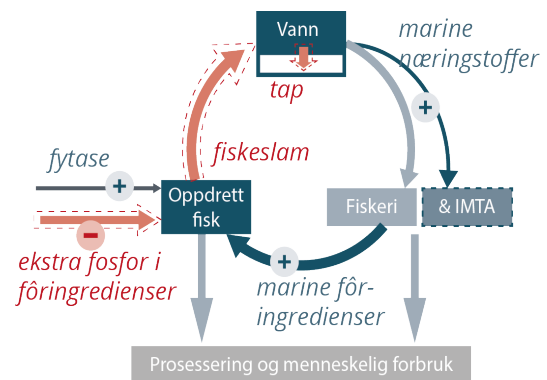 Vann
tap
marine
næringstoffer
+
fiskeslam
fytase
+
Oppdrett
fisk
Fiskeri
& IMTA
−
ekstra fosfor i
fôringredienser
+
marine fôr-
ingredienser
Prosessering og menneskelig forbruk